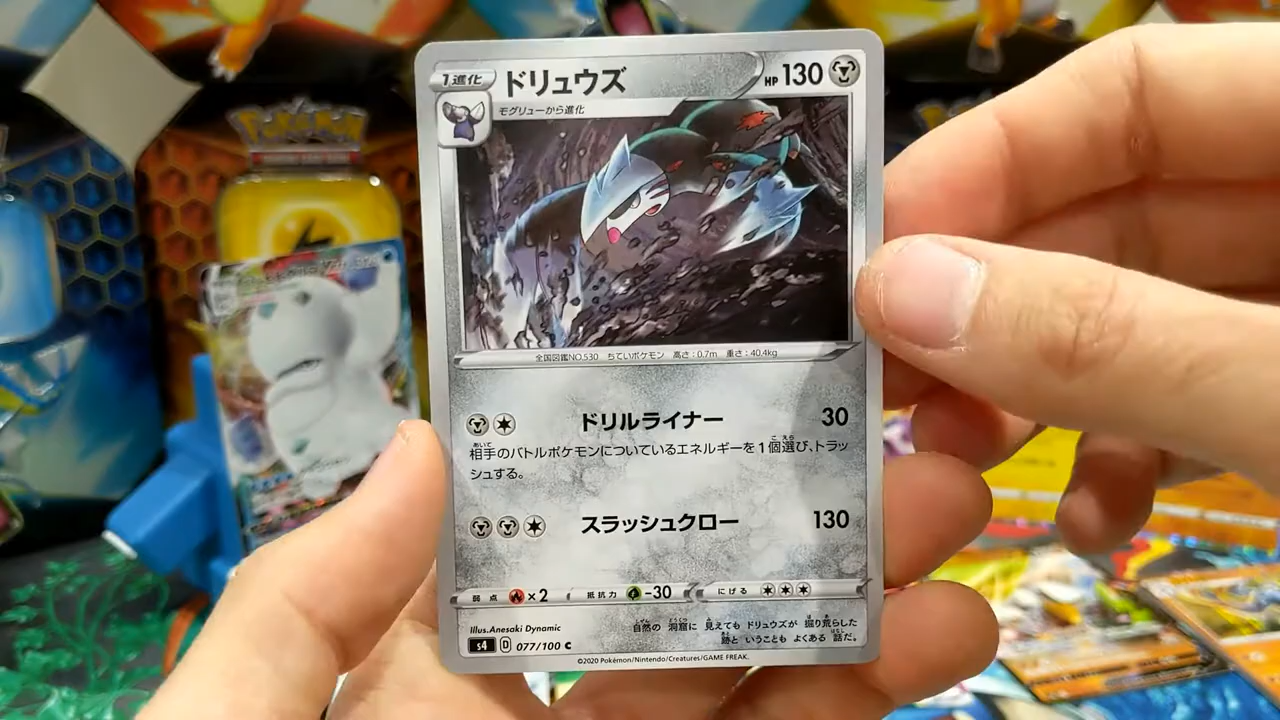 1進化
ドリュウズ
HP 130
モグリューから進化
Pokémon
全国図鑑NO.530 ちていポケモン 高さ:0.7m 重さ:40.4kg
ドリルライナー 30
相手のバトルポケモンについているエネルギーを1個選び、トラッ
シュする。
スラッシュクロー 130
弱点 ×2 抵抗力 -30 にげる
Illus.Anesaki Dynamic
自然の 洞窟に 見えても ドリュウズが 掘り荒らした
跡と いうことも よくある 話だ。
s4 D 077/100 C
©2020 Pokémon/Nintendo/Creatures/GAME FREAK.